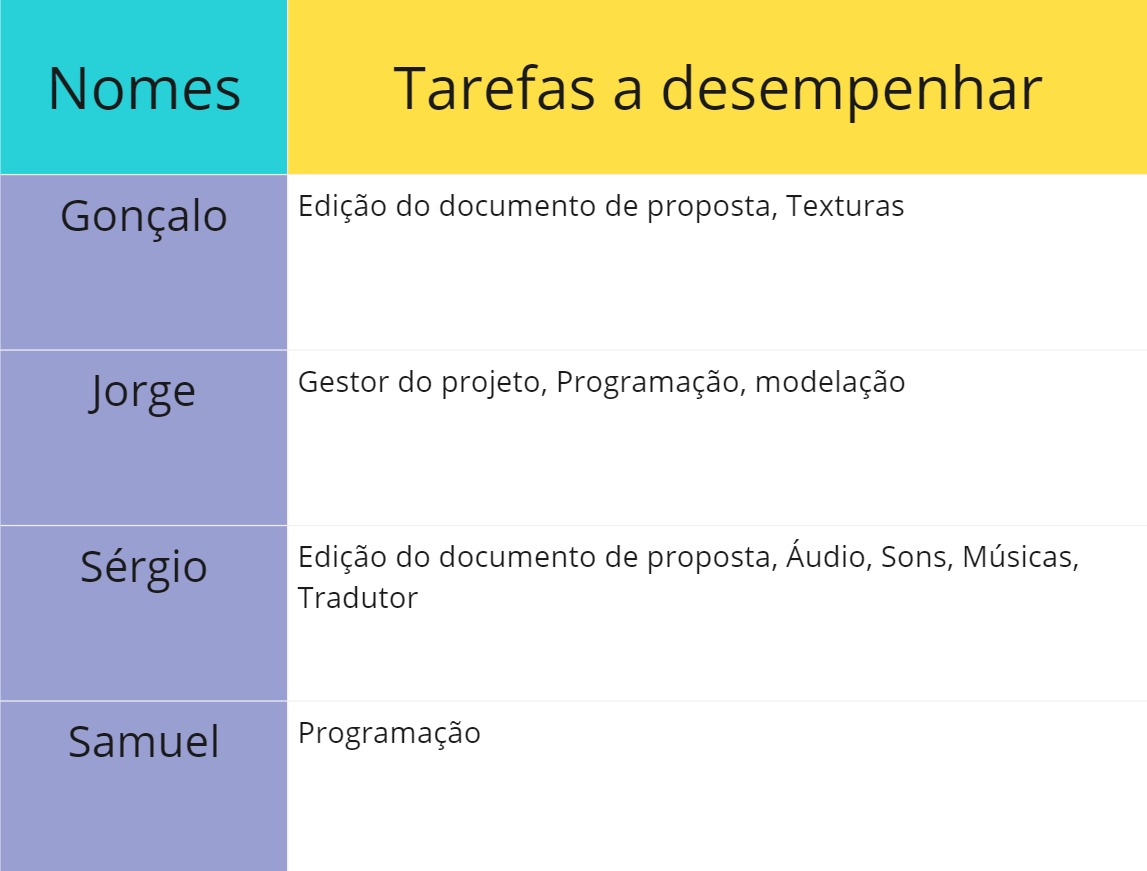 Nomes
Tarefas a desempenhar
Gonçalo
Edição do documento de proposta, Texturas
Jorge
Gestor do projeto, Programação, modelação
Sérgio
Edição do documento de proposta, Áudio, Sons, Músicas,
Tradutor
Samuel
Programação